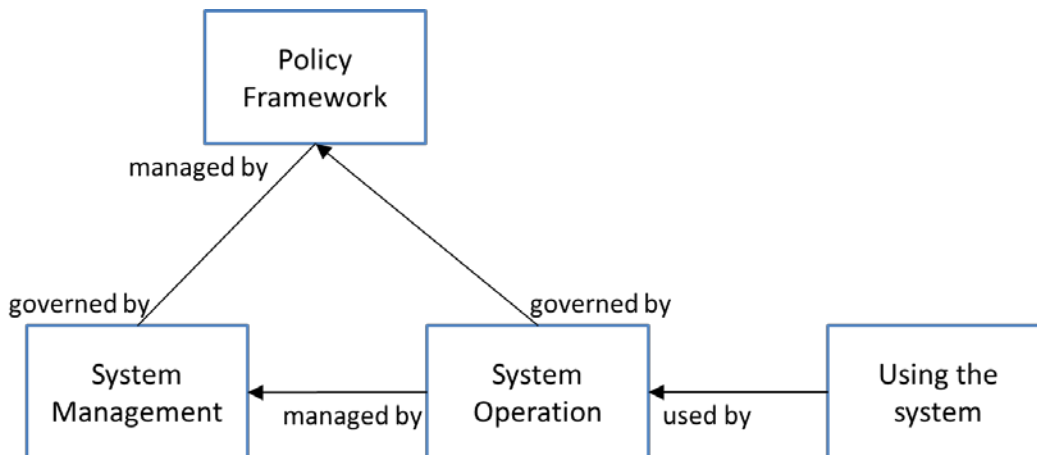 Policy
Framework
managed by
governed by
governed by
System
Management
managed by
System
Operation
used by
Using the
system